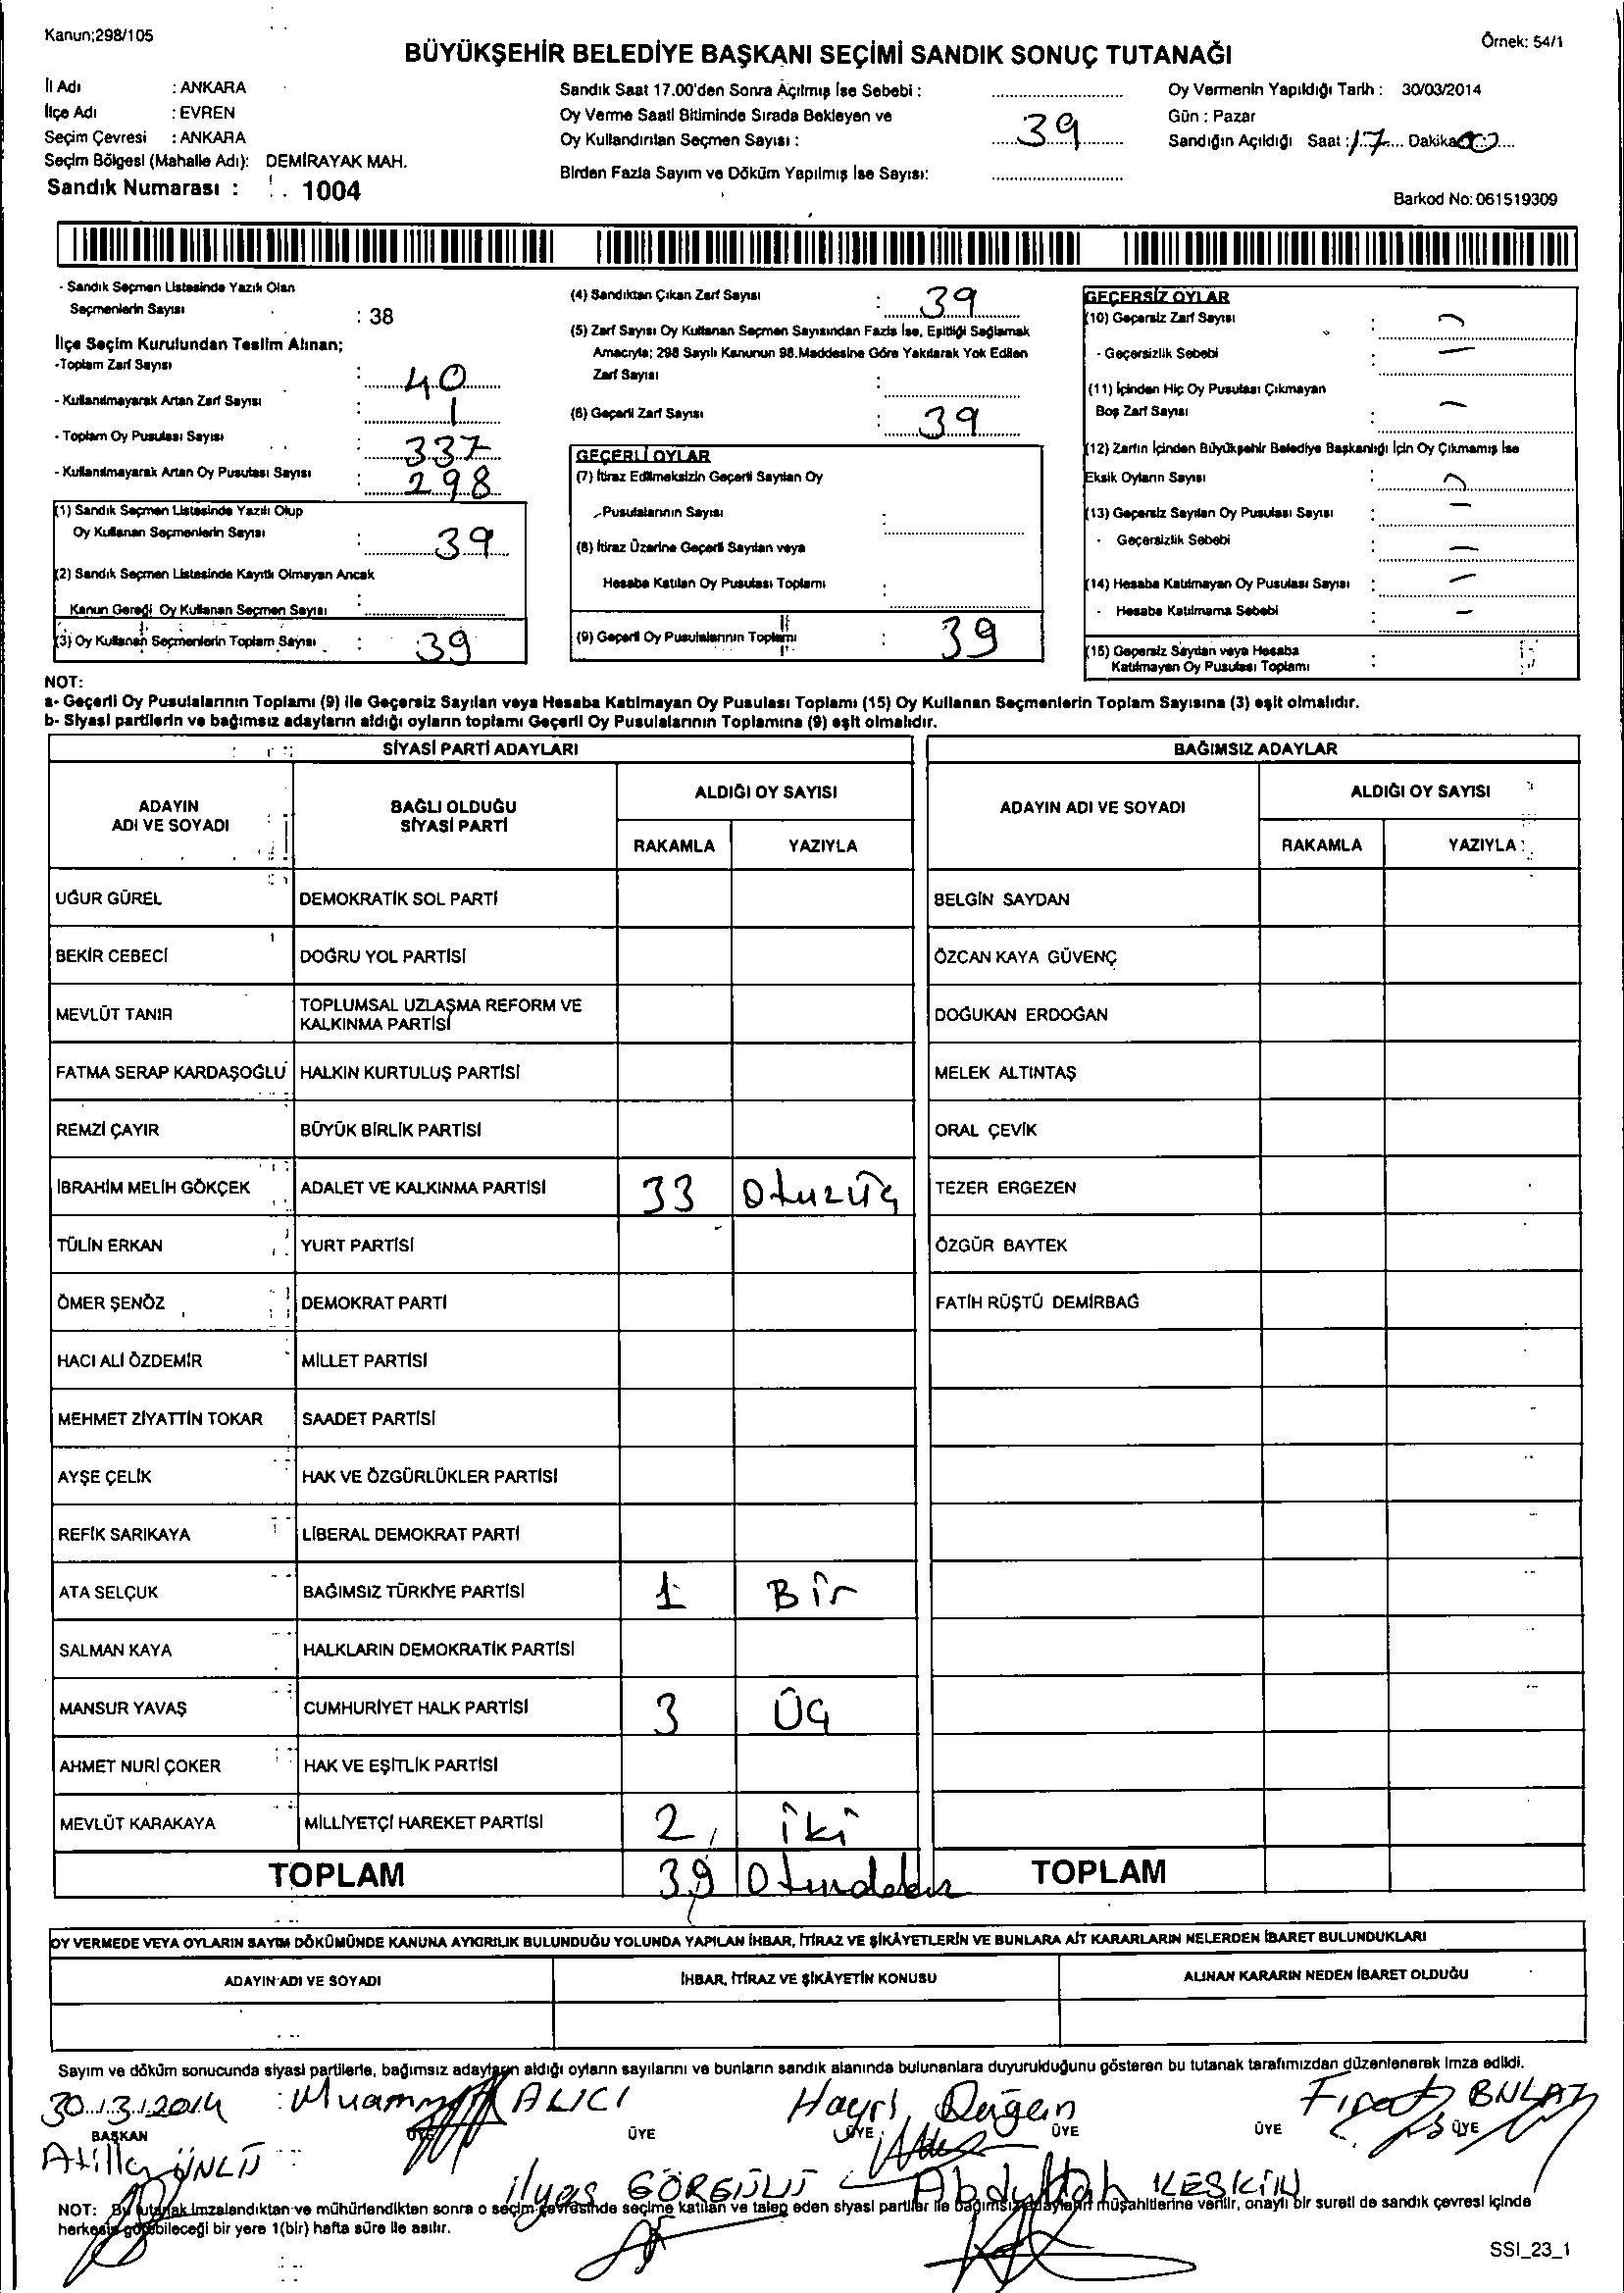 Kanun;298/105
Örnek: 54/1
BÜYÜKŞEHİR BELEDİYE BAŞKANI SEÇİMİ SANDIK SONUÇ TUTANAĞI
İl Adı : ANKARA
İlçe Adı : EVREN
Seçim Çevresi : ANKARA
Seçim Bölgesi (Mahalle Adı): DEMİRAYAK MAH.
Sandık Numarası : 1004
Sandık Saat 17.00'den Sonra Açılmış İse Sebebi :
Oy Verme Saati Bitiminde Sırada Bekleyen ve
Oy Kullandırılan Seçmen Sayısı : 39
Birden Fazla Sayım ve Döküm Yapılmış İse Sayısı:
Oy Vermenin Yapıldığı Tarih : 30/03/2014
Gün : Pazar
Sandığın Açıldığı Saat : 17 Dakika 00
Barkod No: 061519309
- Sandık Seçmen Listesinde Yazılı Olan
Seçmenlerin Sayısı : 38
İlçe Seçim Kurulundan Teslim Alınan;
-Toplam Zarf Sayısı : 40
- Kullanılmayarak Artan Zarf Sayısı : 1
- Toplam Oy Pusulası Sayısı : 337
- Kullanılmayarak Artan Oy Pusulası Sayısı : 298
(1) Sandık Seçmen Listesinde Yazılı Olup
Oy Kullanan Seçmenlerin Sayısı : 39
(2) Sandık Seçmen Listesinde Kayıtlı Olmayan Ancak
Kanun Gereği Oy Kullanan Seçmen Sayısı :
(3) Oy Kullanan Seçmenlerin Toplam Sayısı : 39
(4) Sandıktan Çıkan Zarf Sayısı : 39
(5) Zarf Sayısı Oy Kullanan Seçmen Sayısından Fazla İse, Eşitliği Sağlamak
Amacıyla; 298 Sayılı Kanunun 98.Maddesine Göre Yakılarak Yok Edilen
Zarf Sayısı :
(6) Geçerli Zarf Sayısı : 39
GEÇERLİ OYLAR
(7) İtiraz Edilmeksizin Geçerli Sayılan Oy
Pusulalarının Sayısı :
(8) İtiraz Üzerine Geçerli Sayılan veya
Hesaba Katılan Oy Pusulası Toplamı :
(9) Geçerli Oy Pusulalarının Toplamı : 39
GEÇERSİZ OYLAR
(10) Geçersiz Zarf Sayısı : —
- Geçersizlik Sebebi : —
(11) İçinden Hiç Oy Pusulası Çıkmayan
Boş Zarf Sayısı : —
(12) Zarfın İçinden Büyükşehir Belediye Başkanlığı İçin Oy Çıkmamış İse
Eksik Oyların Sayısı : —
(13) Geçersiz Sayılan Oy Pusulası Sayısı : —
- Geçersizlik Sebebi : —
(14) Hesaba Katılmayan Oy Pusulası Sayısı : —
- Hesaba Katılmama Sebebi : —
(15) Geçersiz Sayılan veya Hesaba
Katılmayan Oy Pusulası Toplamı :
NOT:
a- Geçerli Oy Pusulalarının Toplamı (9) ile Geçersiz Sayılan veya Hesaba Katılmayan Oy Pusulası Toplamı (15) Oy Kullanan Seçmenlerin Toplam Sayısına (3) eşit olmalıdır.
b- Siyasi partilerin ve bağımsız adayların aldığı oyların toplamı Geçerli Oy Pusulalarının Toplamına (9) eşit olmalıdır.
SİYASİ PARTİ ADAYLARI
ADAYIN
ADI VE SOYADI
BAĞLI OLDUĞU
SİYASİ PARTİ
ALDIĞI OY SAYISI
RAKAMLA YAZIYLA
UĞUR GÜREL DEMOKRATİK SOL PARTİ
BEKİR CEBECİ DOĞRU YOL PARTİSİ
MEVLÜT TANIR TOPLUMSAL UZLAŞMA REFORM VE
KALKINMA PARTİSİ
FATMA SERAP KARDAŞOĞLU HALKIN KURTULUŞ PARTİSİ
REMZİ ÇAYIR BÜYÜK BİRLİK PARTİSİ
İBRAHİM MELİH GÖKÇEK ADALET VE KALKINMA PARTİSİ 33 Otuzüç
TÜLİN ERKAN YURT PARTİSİ
ÖMER ŞENÖZ DEMOKRAT PARTİ
HACI ALİ ÖZDEMİR MİLLET PARTİSİ
MEHMET ZİYATTİN TOKAR SAADET PARTİSİ
AYŞE ÇELİK HAK VE ÖZGÜRLÜKLER PARTİSİ
REFİK SARIKAYA LİBERAL DEMOKRAT PARTİ
ATA SELÇUK BAĞIMSIZ TÜRKİYE PARTİSİ 1 Bir
SALMAN KAYA HALKLARIN DEMOKRATİK PARTİSİ
MANSUR YAVAŞ CUMHURİYET HALK PARTİSİ 3 Üç
AHMET NURİ ÇOKER HAK VE EŞİTLİK PARTİSİ
MEVLÜT KARAKAYA MİLLİYETÇİ HAREKET PARTİSİ 2 iki
TOPLAM 39
BAĞIMSIZ ADAYLAR
ADAYIN ADI VE SOYADI
ALDIĞI OY SAYISI
RAKAMLA YAZIYLA
BELGİN SAYDAN
ÖZCAN KAYA GÜVENÇ
DOĞUKAN ERDOĞAN
MELEK ALTINTAŞ
ORAL ÇEVİK
TEZER ERGEZEN
ÖZGÜR BAYTEK
FATİH RÜŞTÜ DEMİRBAĞ
TOPLAM
OY VERMEDE VEYA OYLARIN SAYIM DÖKÜMÜNDE KANUNA AYKIRILIK BULUNDUĞU YOLUNDA YAPILAN İHBAR, İTİRAZ VE ŞİKÂYETLERİN VE BUNLARA AİT KARARLARIN NELERDEN İBARET BULUNDUKLARI
ADAYIN ADI VE SOYADI İHBAR, İTİRAZ VE ŞİKÂYETİN KONUSU ALINAN KARARIN NEDEN İBARET OLDUĞU
Sayım ve döküm sonucunda siyasi partilerle, bağımsız adayların aldığı oyların sayılarını ve bunların sandık alanında bulunanlara duyurulduğunu gösteren bu tutanak tarafımızdan düzenlenerek imza edildi.
30.3.2014 ALICI Hayri
BAŞKAN ÜYE ÜYE ÜYE ÜYE ÜYE ÜYE
Atilla ÜNLÜ
ilyas GÖRGÜLÜ Abdullah KESKİN
NOT: Bu tutanak imzalandıktan ve mühürlendikten sonra o seçim çevresinde seçime katılan ve talep eden siyasi partiler ile bağımsız adayların müşahitlerine verilir, onaylı bir sureti de sandık çevresi içinde
herkesin görebileceği bir yere 1(bir) hafta süre ile asılır.
SSI_23_1